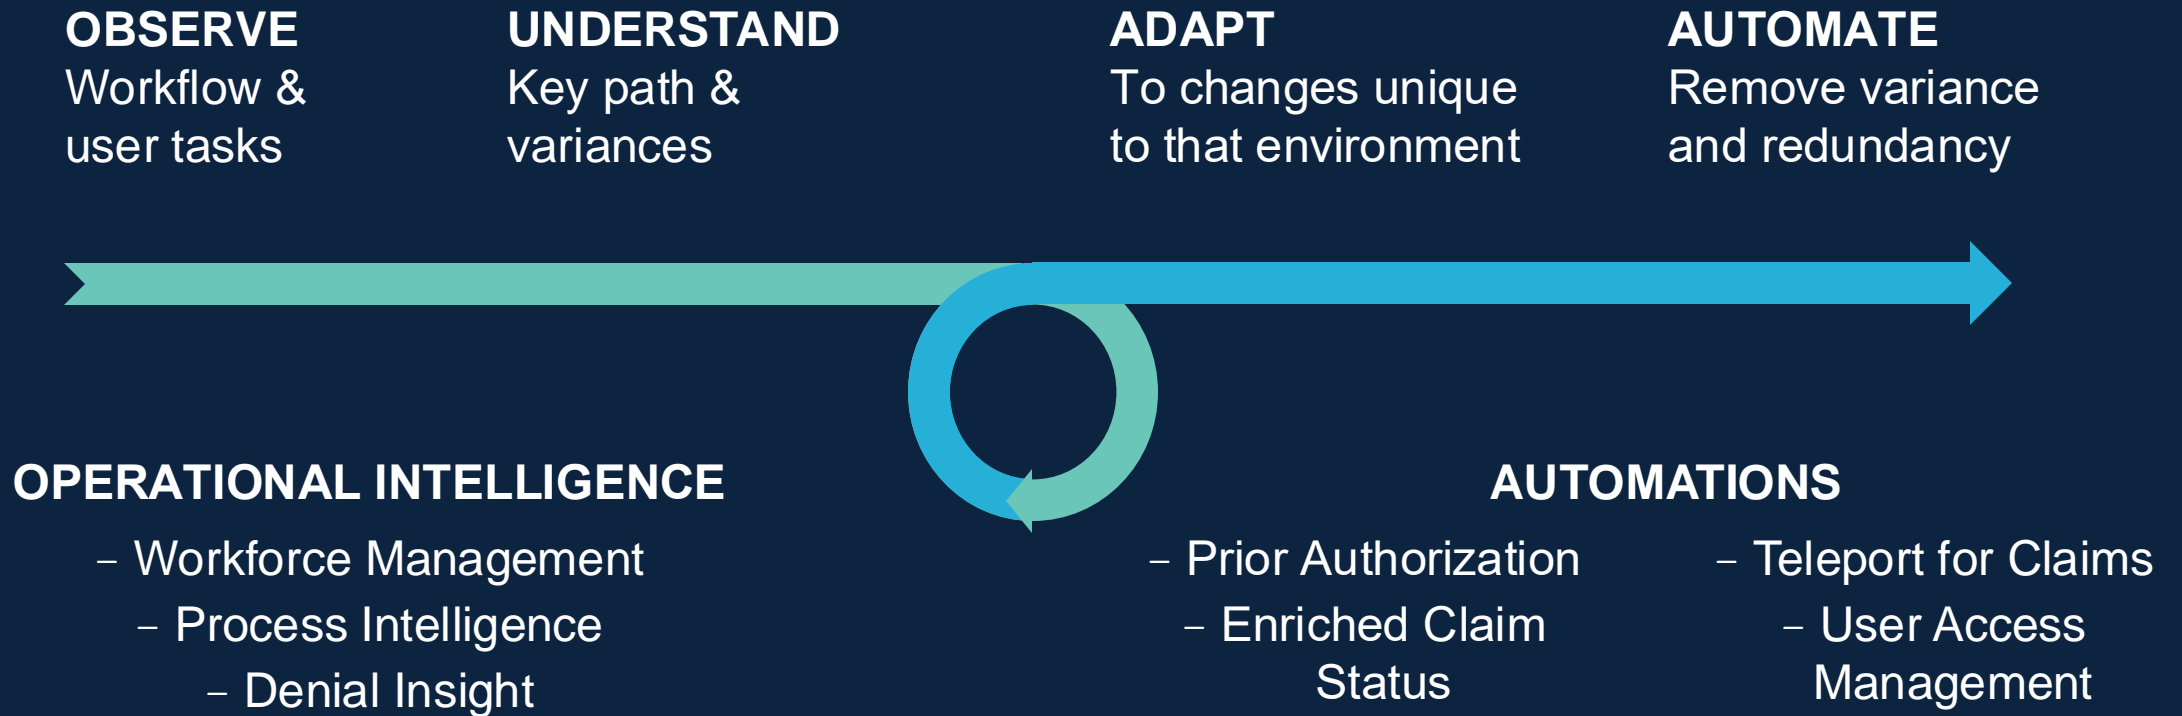 OBSERVE
Workflow &
user tasks
UNDERSTAND
Key path &
variances
ADAPT
To changes unique
to that environment
AUTOMATE
Remove variance
and redundancy
OPERATIONAL INTELLIGENCE
– Workforce Management
– Process Intelligence
– Denial Insight
AUTOMATIONS
– Prior Authorization
– Enriched Claim
Status
– Teleport for Claims
– User Access
Management